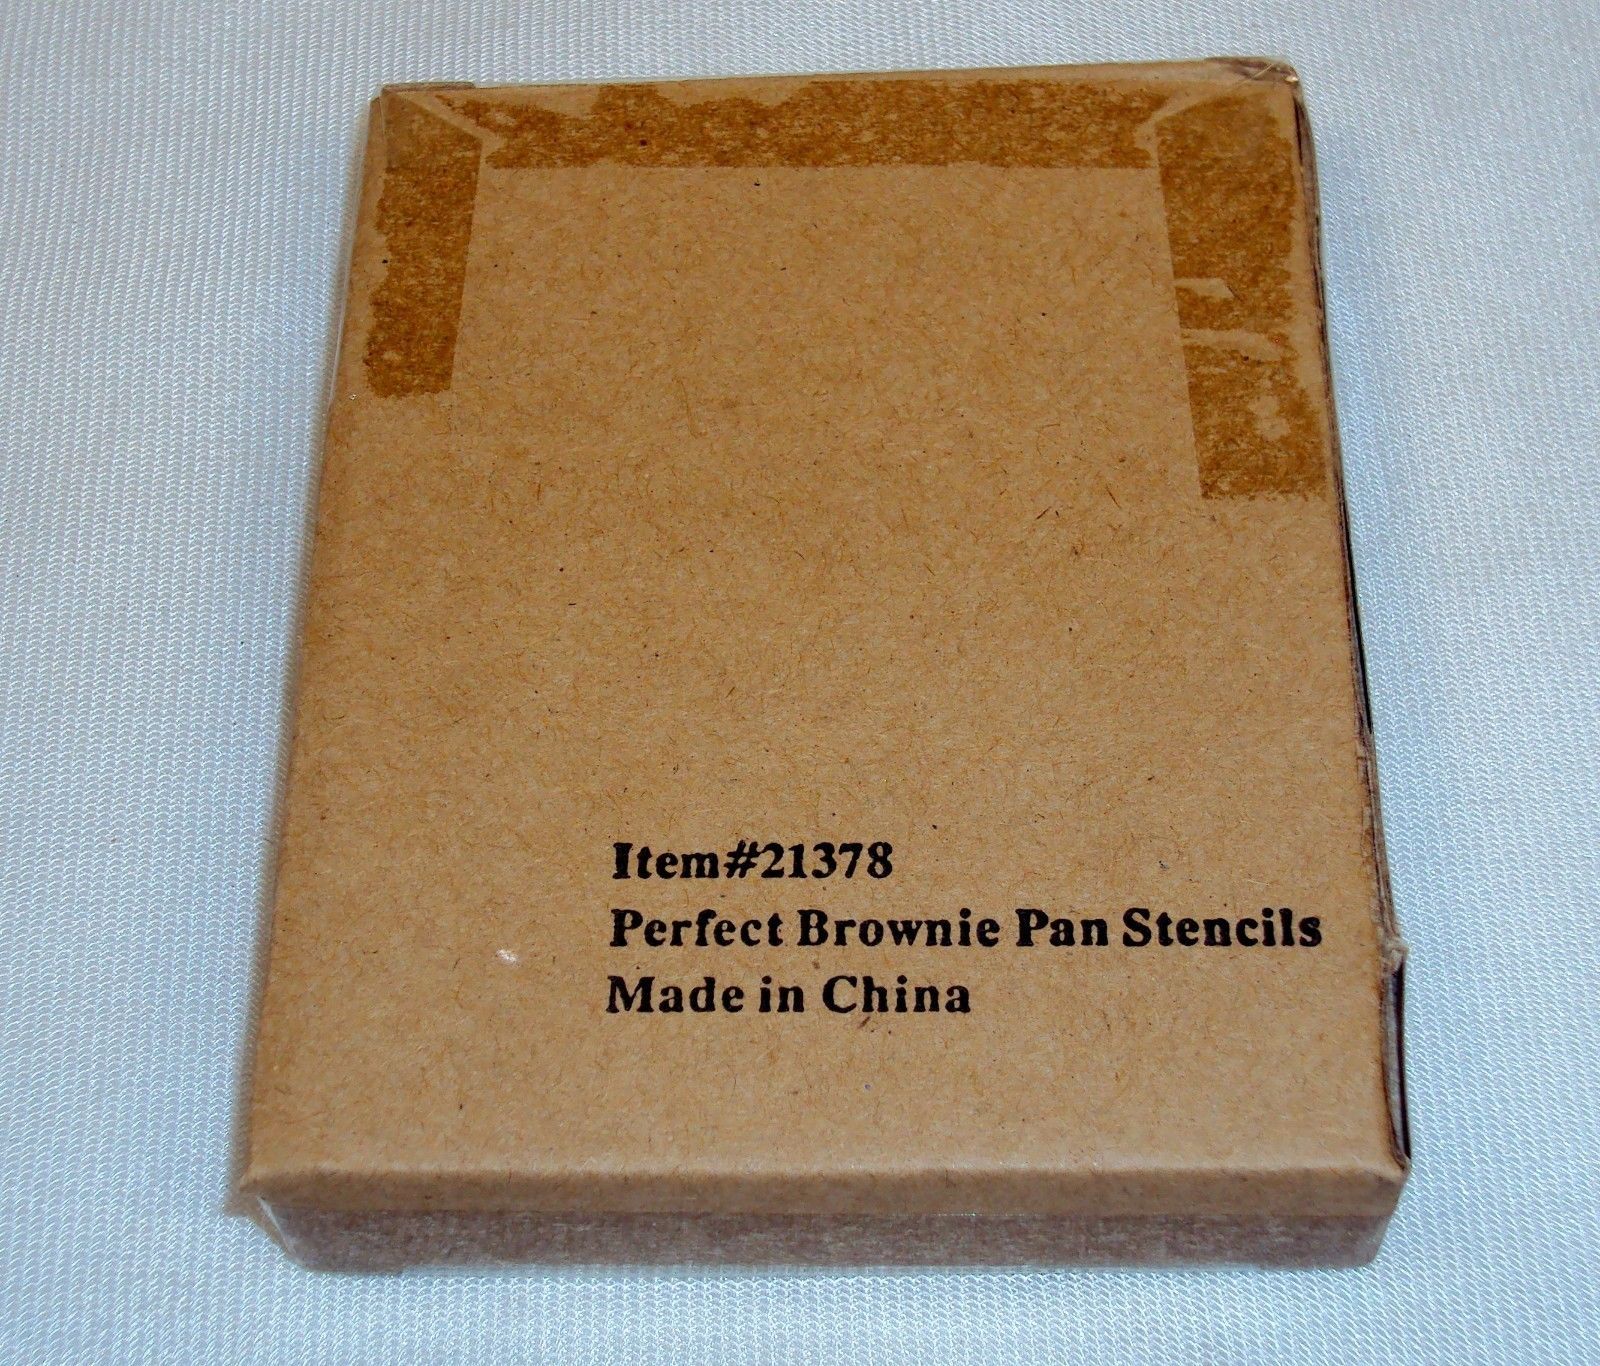 Item#21378
Perfect Brownie Pan Stencils
Made in China